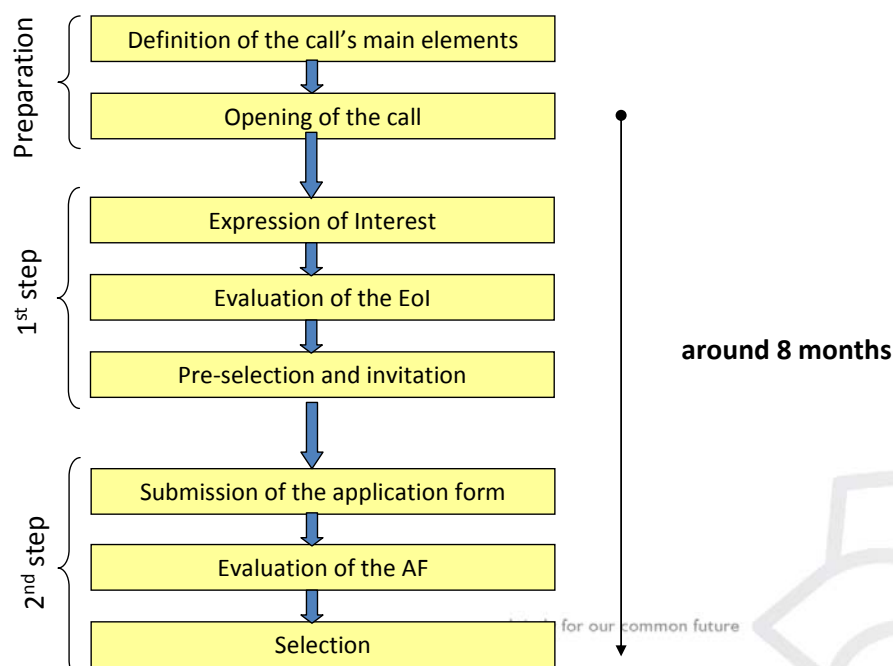 Preparation
Definition of the call's main elements
Opening of the call
1st step
Expression of Interest
Evaluation of the EoI
Pre-selection and invitation
around 8 months
2nd step
Submission of the application form
Evaluation of the AF
Selection
for our common future